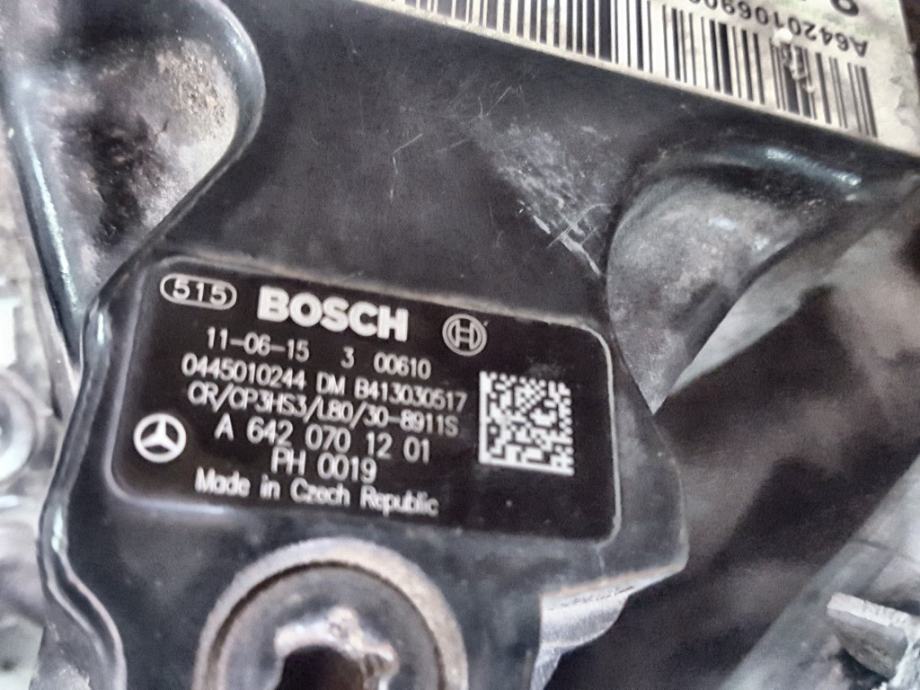 515 BOSCH
11-06-15 3 00610
0445010244 DM B413030517
CR/CP3HS3/L80/30-8911S
A 642 070 12 01
PH 0019
Made in Czech Republic